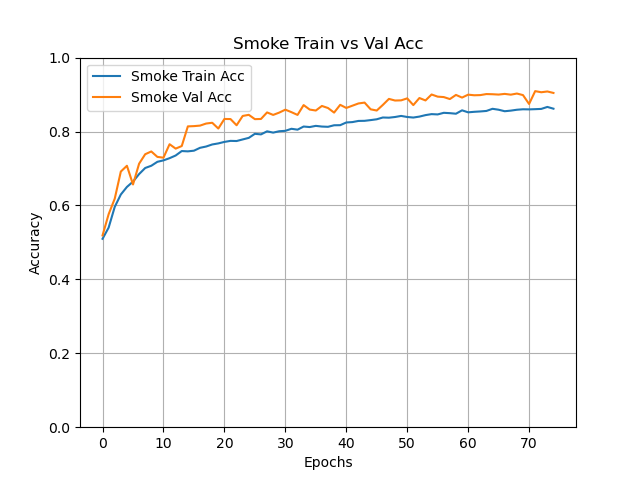 Smoke Train vs Val Acc
Smoke Train Acc
Smoke Val Acc
1.0
0.8
0.6
0.4
0.2
0.0
Accuracy
0 10 20 30 40 50 60 70
Epochs